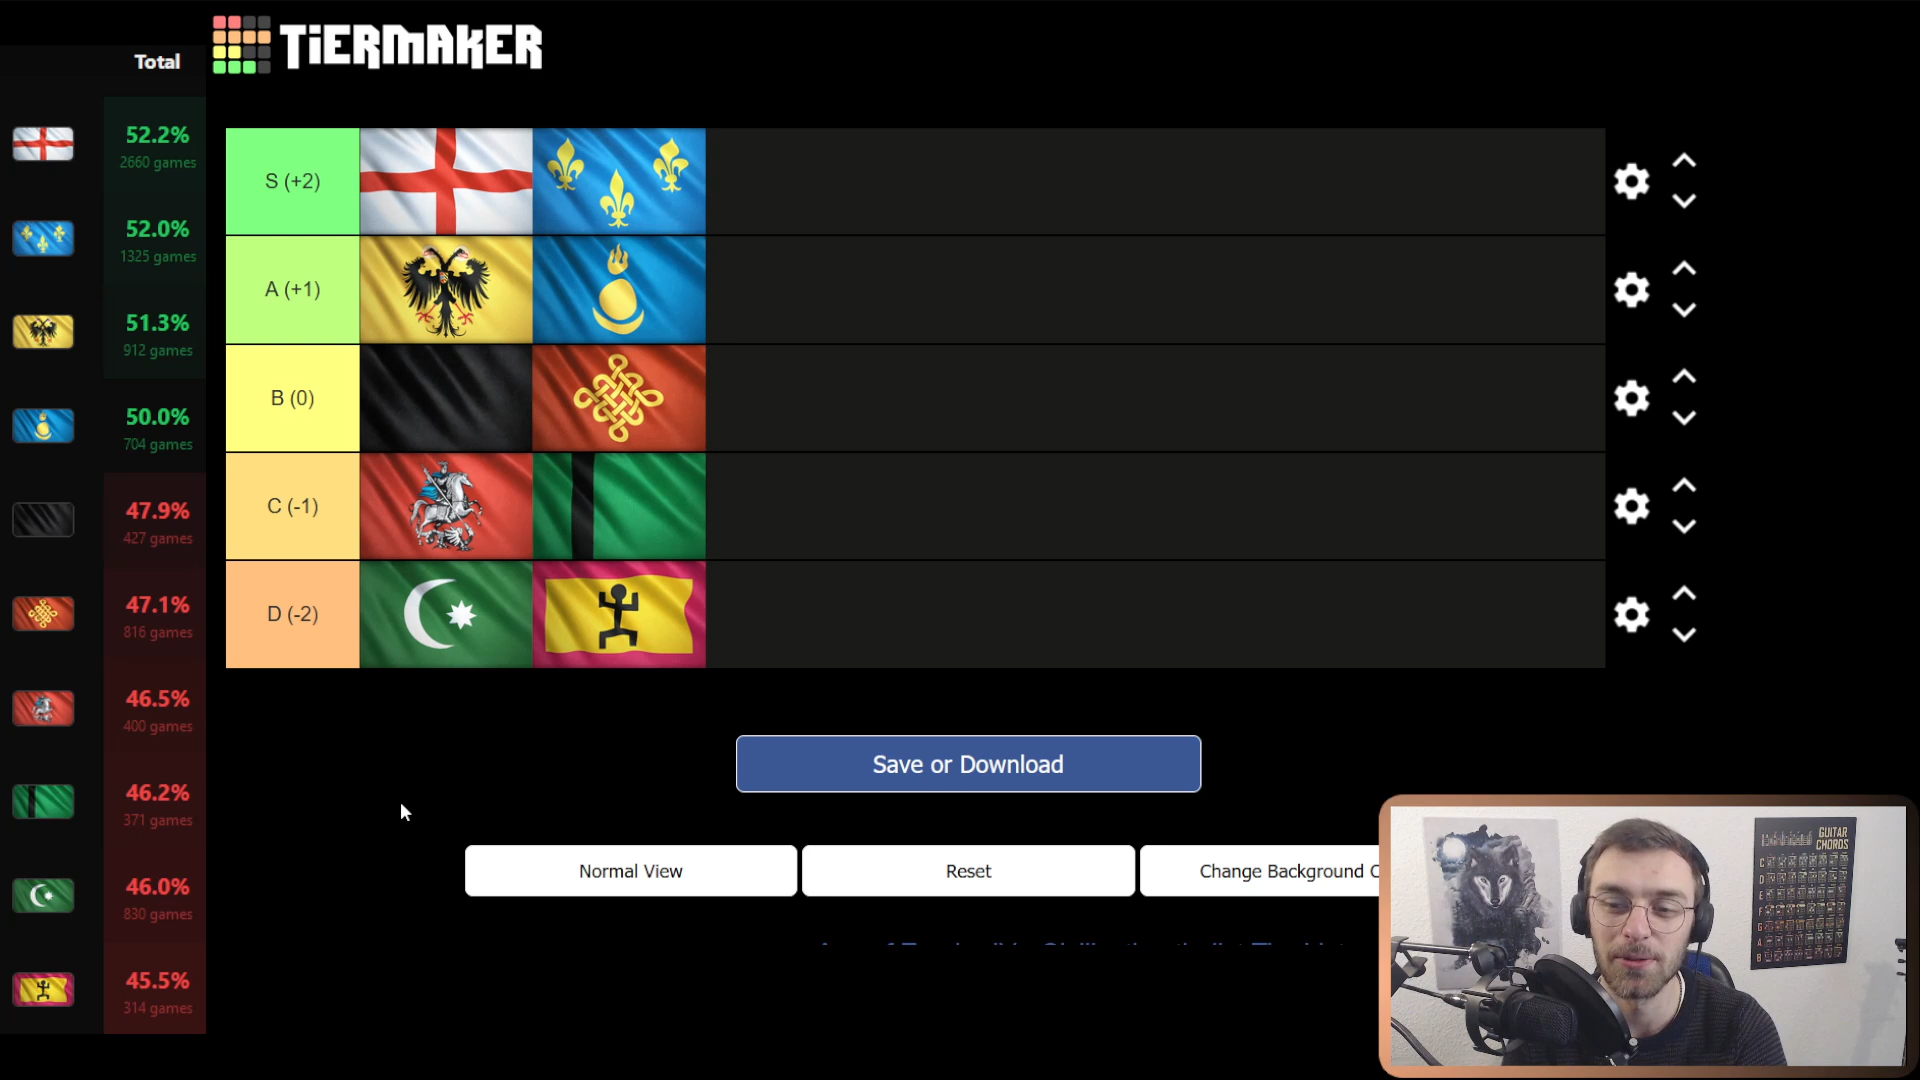 Total
TiERMAKER
52.2%
2660 games
52.0%
1325 games
51.3%
912 games
50.0%
704 games
47.9%
427 games
47.1%
816 games
46.5%
400 games
46.2%
371 games
46.0%
830 games
45.5%
314 games
S (+2)
A (+1)
B (0)
C (-1)
D (-2)
Save or Download
Normal View
Reset
Change Background C
GUITAR
CHORDS